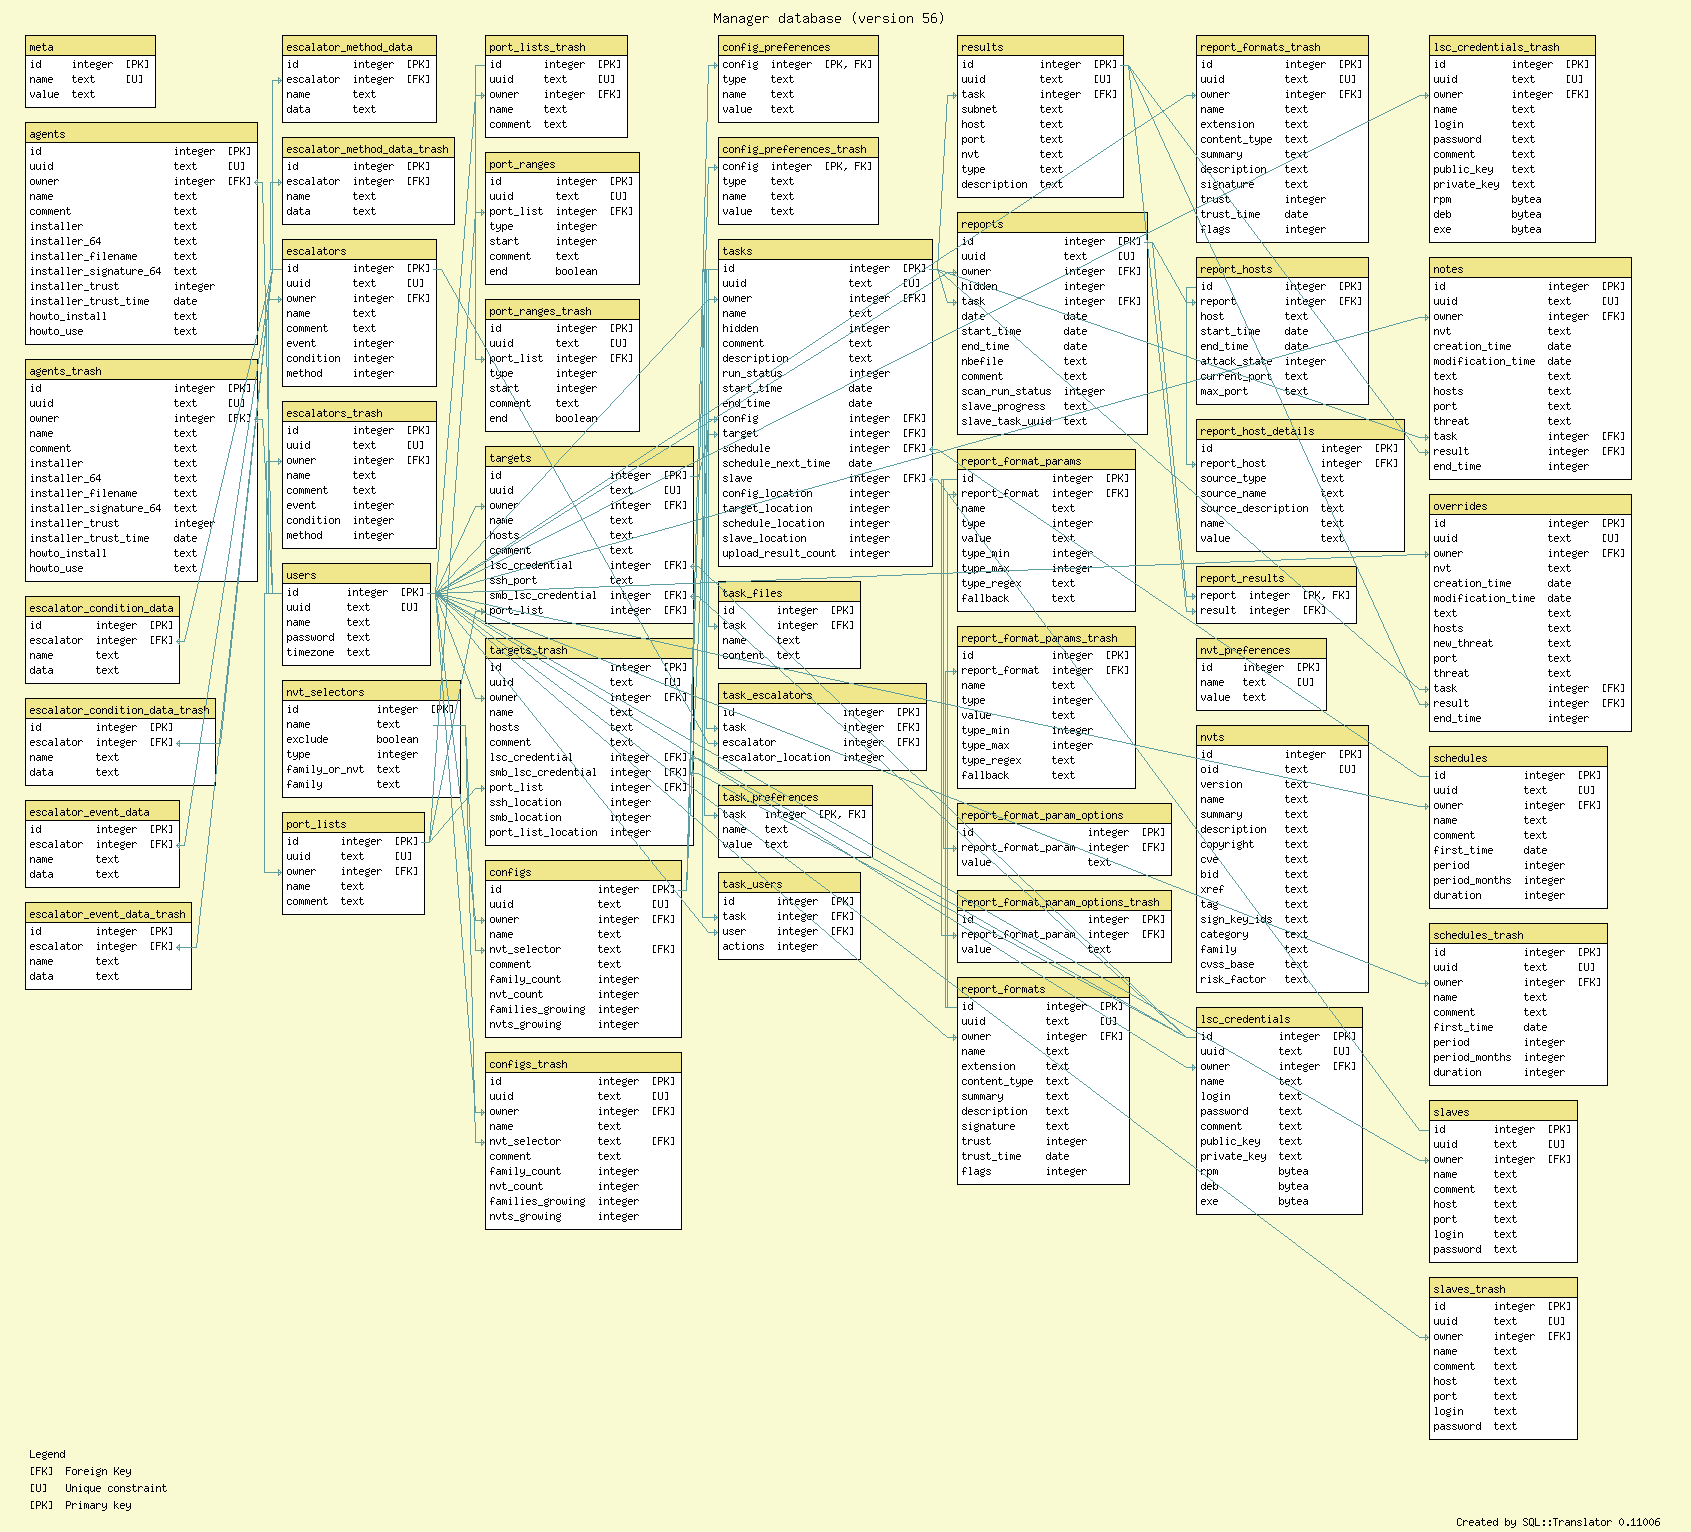 Manager database (version 56)
meta
id integer [PK]
name text [U]
value text
agents
id integer [PK]
uuid text [U]
owner integer [FK]
name text
comment text
installer text
installer_64 text
installer_filename text
installer_signature_64 text
installer_trust integer
installer_trust_time date
howto_install text
howto_use text
agents_trash
id integer [PK]
uuid text [U]
owner integer [FK]
name text
comment text
installer text
installer_64 text
installer_filename text
installer_signature_64 text
installer_trust integer
installer_trust_time date
howto_install text
howto_use text
escalator_condition_data
id integer [PK]
escalator integer [FK]
name text
data text
escalator_condition_data_trash
id integer [PK]
escalator integer [FK]
name text
data text
escalator_event_data
id integer [PK]
escalator integer [FK]
name text
data text
escalator_event_data_trash
id integer [PK]
escalator integer [FK]
name text
data text
escalator_method_data
id integer [PK]
escalator integer [FK]
name text
data text
escalator_method_data_trash
id integer [PK]
escalator integer [FK]
name text
data text
escalators
id integer [PK]
uuid text [U]
owner integer [FK]
name text
comment text
event integer
condition integer
method integer
escalators_trash
id integer [PK]
uuid text [U]
owner integer [FK]
name text
comment text
event integer
condition integer
method integer
users
id integer [PK]
uuid text [U]
name text
password text
timezone text
nvt_selectors
id integer [PK]
name text
exclude boolean
type integer
family_or_nvt text
family text
port_lists
id integer [PK]
uuid text [U]
owner integer [FK]
name text
comment text
port_lists_trash
id integer [PK]
uuid text [U]
owner integer [FK]
name text
comment text
port_ranges
id integer [PK]
uuid text [U]
port_list integer [FK]
type integer
start integer
comment text
end boolean
port_ranges_trash
id integer [PK]
uuid text [U]
port_list integer [FK]
type integer
start integer
comment text
end boolean
targets
id integer [PK]
uuid text [U]
owner integer [FK]
name text
hosts text
comment text
lsc_credential integer [FK]
ssh_port text
smb_lsc_credential integer [FK]
port_list integer [FK]
targets_trash
id integer [PK]
uuid text [U]
owner integer [FK]
name text
hosts text
comment text
lsc_credential integer [FK]
smb_lsc_credential integer [FK]
port_list integer [FK]
ssh_location integer
smb_location integer
port_list_location integer
configs
id integer [PK]
uuid text [U]
owner integer [FK]
name text
nvt_selector text [FK]
comment text
family_count integer
nvt_count integer
families_growing integer
nvts_growing integer
configs_trash
id integer [PK]
uuid text [U]
owner integer [FK]
name text
nvt_selector text [FK]
comment text
family_count integer
nvt_count integer
families_growing integer
nvts_growing integer
config_preferences
config integer [PK, FK]
type text
name text
value text
config_preferences_trash
config integer [PK, FK]
type text
name text
value text
tasks
id integer [PK]
uuid text [U]
owner integer [FK]
name text
hidden integer
comment text
description text
run_status integer
start_time date
end_time date
config integer [FK]
target integer [FK]
schedule integer [FK]
schedule_next_time date
slave integer [FK]
config_location integer
target_location integer
schedule_location integer
slave_location integer
upload_result_count integer
task_files
id integer [PK]
task integer [FK]
name text
content text
task_escalators
id integer [PK]
task integer [FK]
escalator integer [FK]
escalator_location integer
task_preferences
task integer [PK, FK]
name text
value text
task_users
id integer [PK]
task integer [FK]
user integer [FK]
actions integer
results
id integer [PK]
uuid text [U]
task integer [FK]
subnet text
host text
port text
nvt text
type text
description text
reports
id integer [PK]
uuid text [U]
owner integer [FK]
hidden integer
task integer [FK]
date date
start_time date
end_time date
nbefile text
comment text
scan_run_status integer
slave_progress text
slave_task_uuid text
report_format_params
id integer [PK]
report_format integer [FK]
name text
type integer
value text
type_min integer
type_max integer
type_regex text
fallback text
report_format_params_trash
id integer [PK]
report_format integer [FK]
name text
type integer
value text
type_min integer
type_max integer
type_regex text
fallback text
report_format_param_options
id integer [PK]
report_format_param integer [FK]
value text
report_format_param_options_trash
id integer [PK]
report_format_param integer [FK]
value text
report_formats
id integer [PK]
uuid text [U]
owner integer [FK]
name text
extension text
content_type text
summary text
description text
signature text
trust integer
trust_time date
flags integer
report_formats_trash
id integer [PK]
uuid text [U]
owner integer [FK]
name text
extension text
content_type text
summary text
description text
signature text
trust integer
trust_time date
flags integer
report_hosts
id integer [PK]
report integer [FK]
host text
start_time date
end_time date
attack_state integer
current_port text
max_port text
report_host_details
id integer [PK]
report_host integer [FK]
source_type text
source_name text
source_description text
name text
value text
report_results
report integer [PK, FK]
result integer [FK]
nvt_preferences
id integer [PK]
name text [U]
value text
nvts
id integer [PK]
oid text [U]
version text
name text
summary text
description text
copyright text
cve text
bid text
xref text
tag text
sign_key_ids text
category text
family text
cvss_base text
risk_factor text
lsc_credentials
id integer [PK]
uuid text [U]
owner integer [FK]
name text
login text
password text
comment text
public_key text
private_key text
rpm bytea
deb bytea
exe bytea
lsc_credentials_trash
id integer [PK]
uuid text [U]
owner integer [FK]
name text
login text
password text
comment text
public_key text
private_key text
rpm bytea
deb bytea
exe bytea
notes
id integer [PK]
uuid text [U]
owner integer [FK]
nvt text
creation_time date
modification_time date
text text
hosts text
port text
threat text
task integer [FK]
result integer [FK]
end_time integer
overrides
id integer [PK]
uuid text [U]
owner integer [FK]
nvt text
creation_time date
modification_time date
text text
hosts text
new_threat text
port text
threat text
task integer [FK]
result integer [FK]
end_time integer
schedules
id integer [PK]
uuid text [U]
owner integer [FK]
name text
comment text
first_time date
period integer
period_months integer
duration integer
schedules_trash
id integer [PK]
uuid text [U]
owner integer [FK]
name text
comment text
first_time date
period integer
period_months integer
duration integer
slaves
id integer [PK]
uuid text [U]
owner integer [FK]
name text
comment text
host text
port text
login text
password text
slaves_trash
id integer [PK]
uuid text [U]
owner integer [FK]
name text
comment text
host text
port text
login text
password text
Legend
[FK] Foreign Key
[U] Unique constraint
[PK] Primary key
Created by SQL::Translator 0.11006